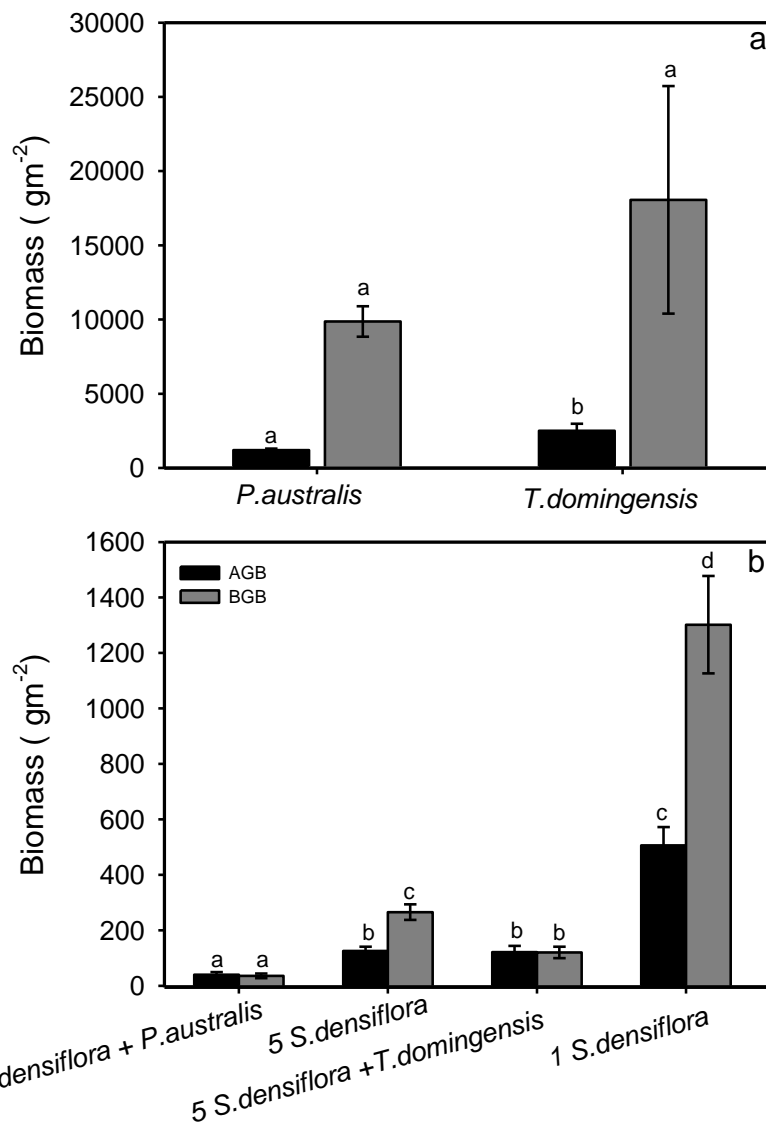 30000
a
25000
20000
15000
10000
5000
0
Biomass ( gm-2)
a
a
b
a
P.australis
T.domingensis
1600
b
1400
1200
1000
800
600
400
200
0
Biomass ( gm-2)
AGB
BGB
a
a
b
c
b
b
c
d
densiflora + P.australis
5 S.densiflora
5 S.densiflora +T.domingensis
1 S.densiflora